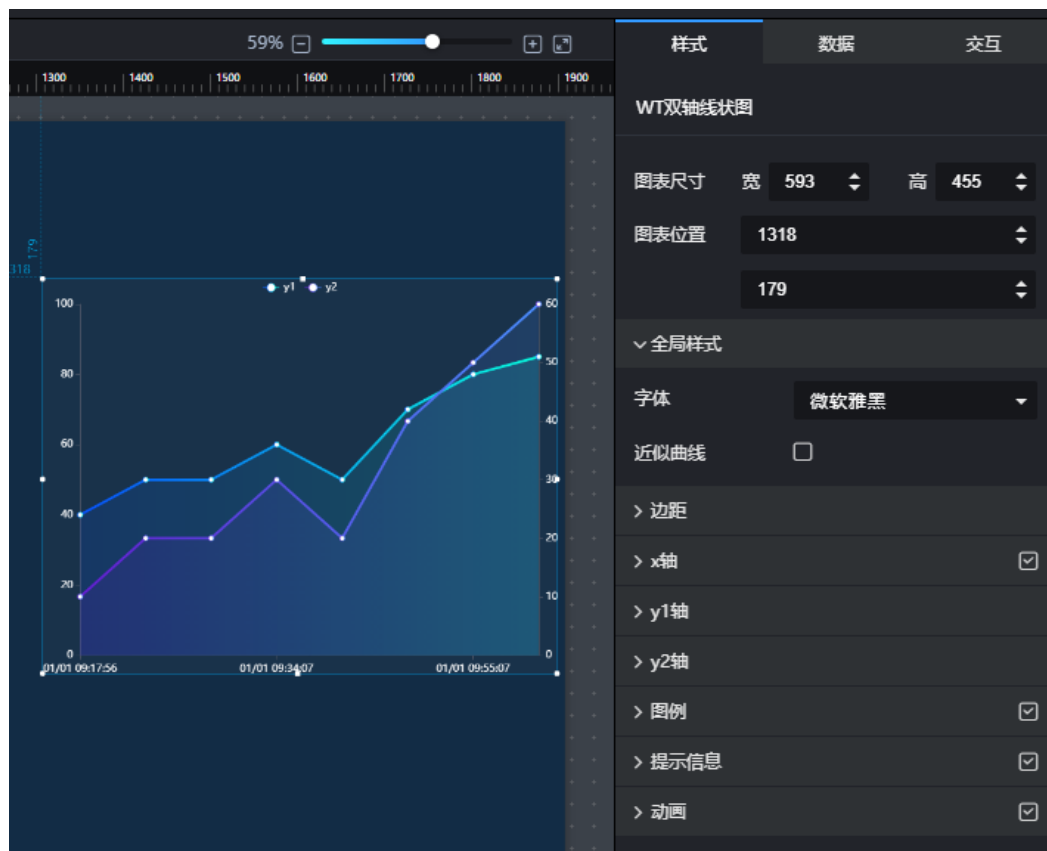 59%
样式 数据 交互
1300 1400 1500 1600 1700 1800 1900
WT双轴线状图
图表尺寸 宽 593 高 455
图表位置 1318
179
179
318
y1 y2
100 60
80 50
60 40
40 30
20 20
0 10
0
01/01 09:17:56 01/01 09:34:07 01/01 09:55:07
全局样式
字体 微软雅黑
近似曲线
边距
x轴
y1轴
y2轴
图例
提示信息
动画